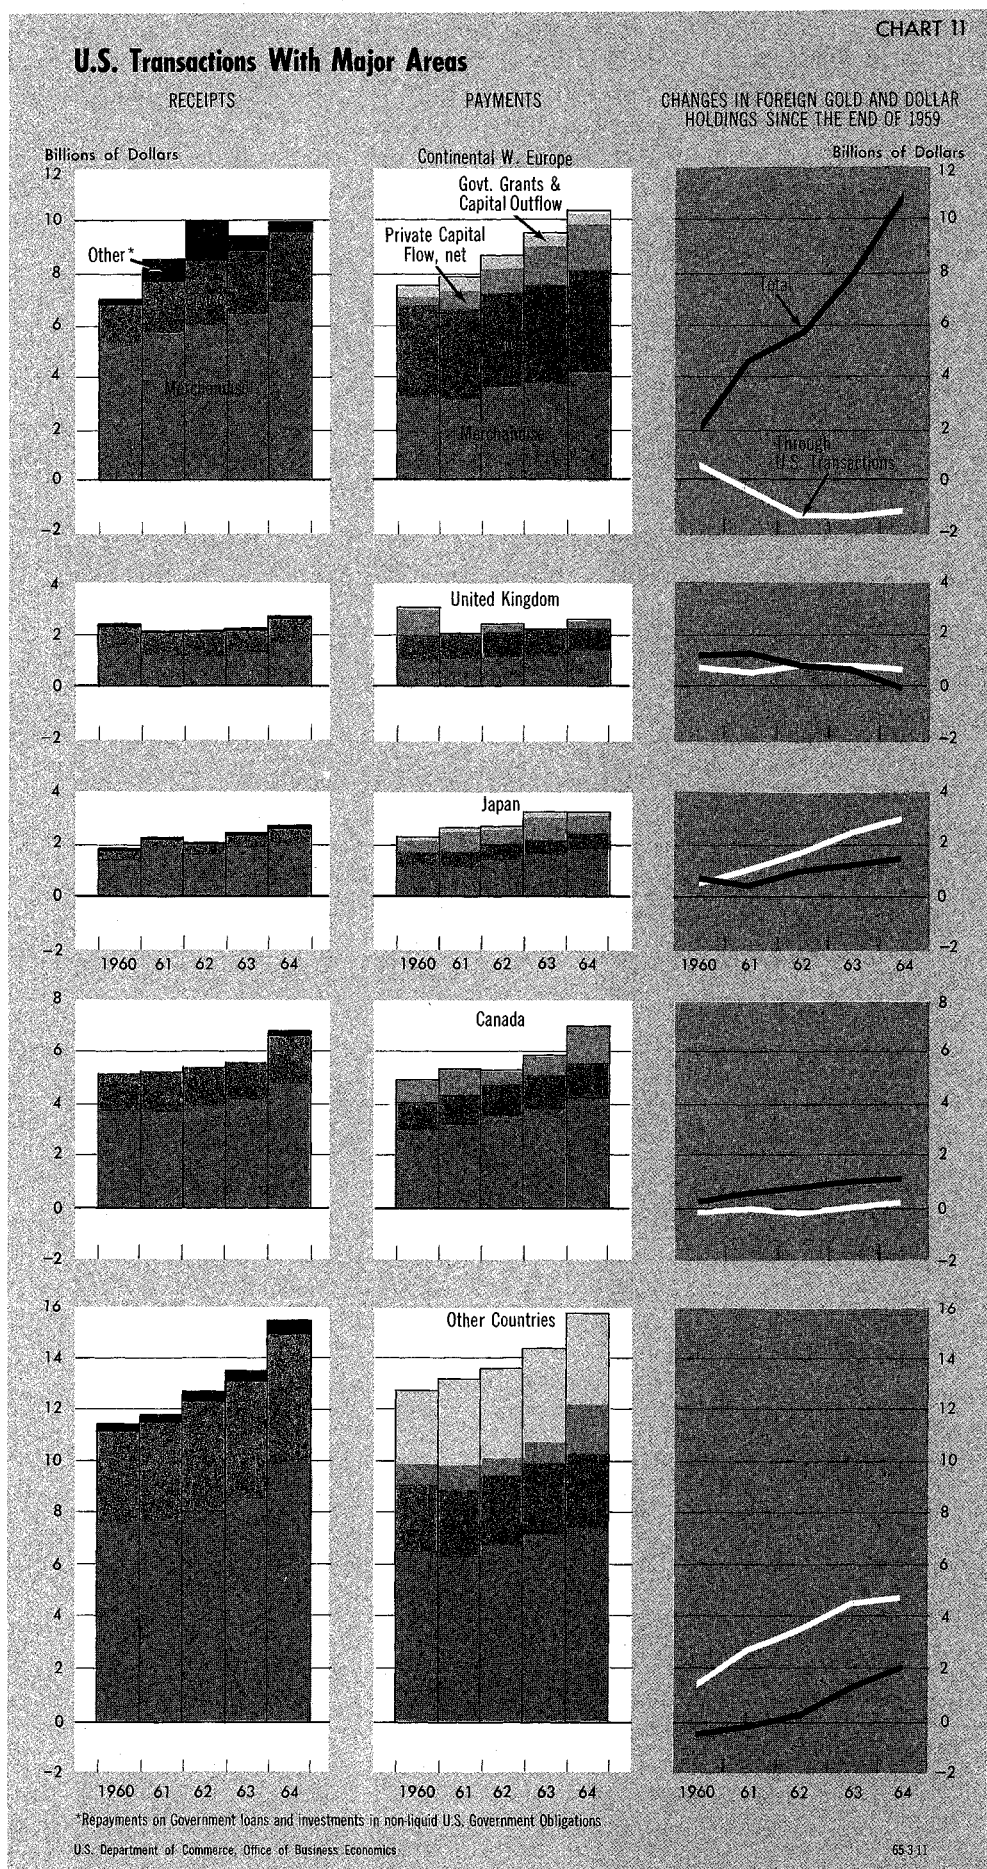 CHART 11
U.S. Transactions With Major Areas
RECEIPTS
PAYMENTS
CHANGES IN FOREIGN GOLD AND DOLLAR
HOLDINGS SINCE THE END OF 1959
Billions of Dollars
Continental W. Europe
Billions of Dollars
12
10
8
6
4
2
0
-2
Other*
Merchandise
Govt. Grants &
Capital Outflow
Private Capital
Flow, net
Merchandise
Total
Through
U.S. Transactions
12
10
8
6
4
2
0
-2
United Kingdom
4
2
0
-2
4
2
0
-2
Japan
4
2
0
-2
4
2
0
-2
1960 61 62 63 64
1960 61 62 63 64
1960 61 62 63 64
Canada
8
6
4
2
0
-2
8
6
4
2
0
-2
Other Countries
16
14
12
10
8
6
4
2
0
-2
16
14
12
10
8
6
4
2
0
-2
1960 61 62 63 64
1960 61 62 63 64
1960 61 62 63 64
*Repayments on Government loans and investments in non-liquid U.S. Government Obligations
U.S. Department of Commerce, Office of Business Economics
65-3-11